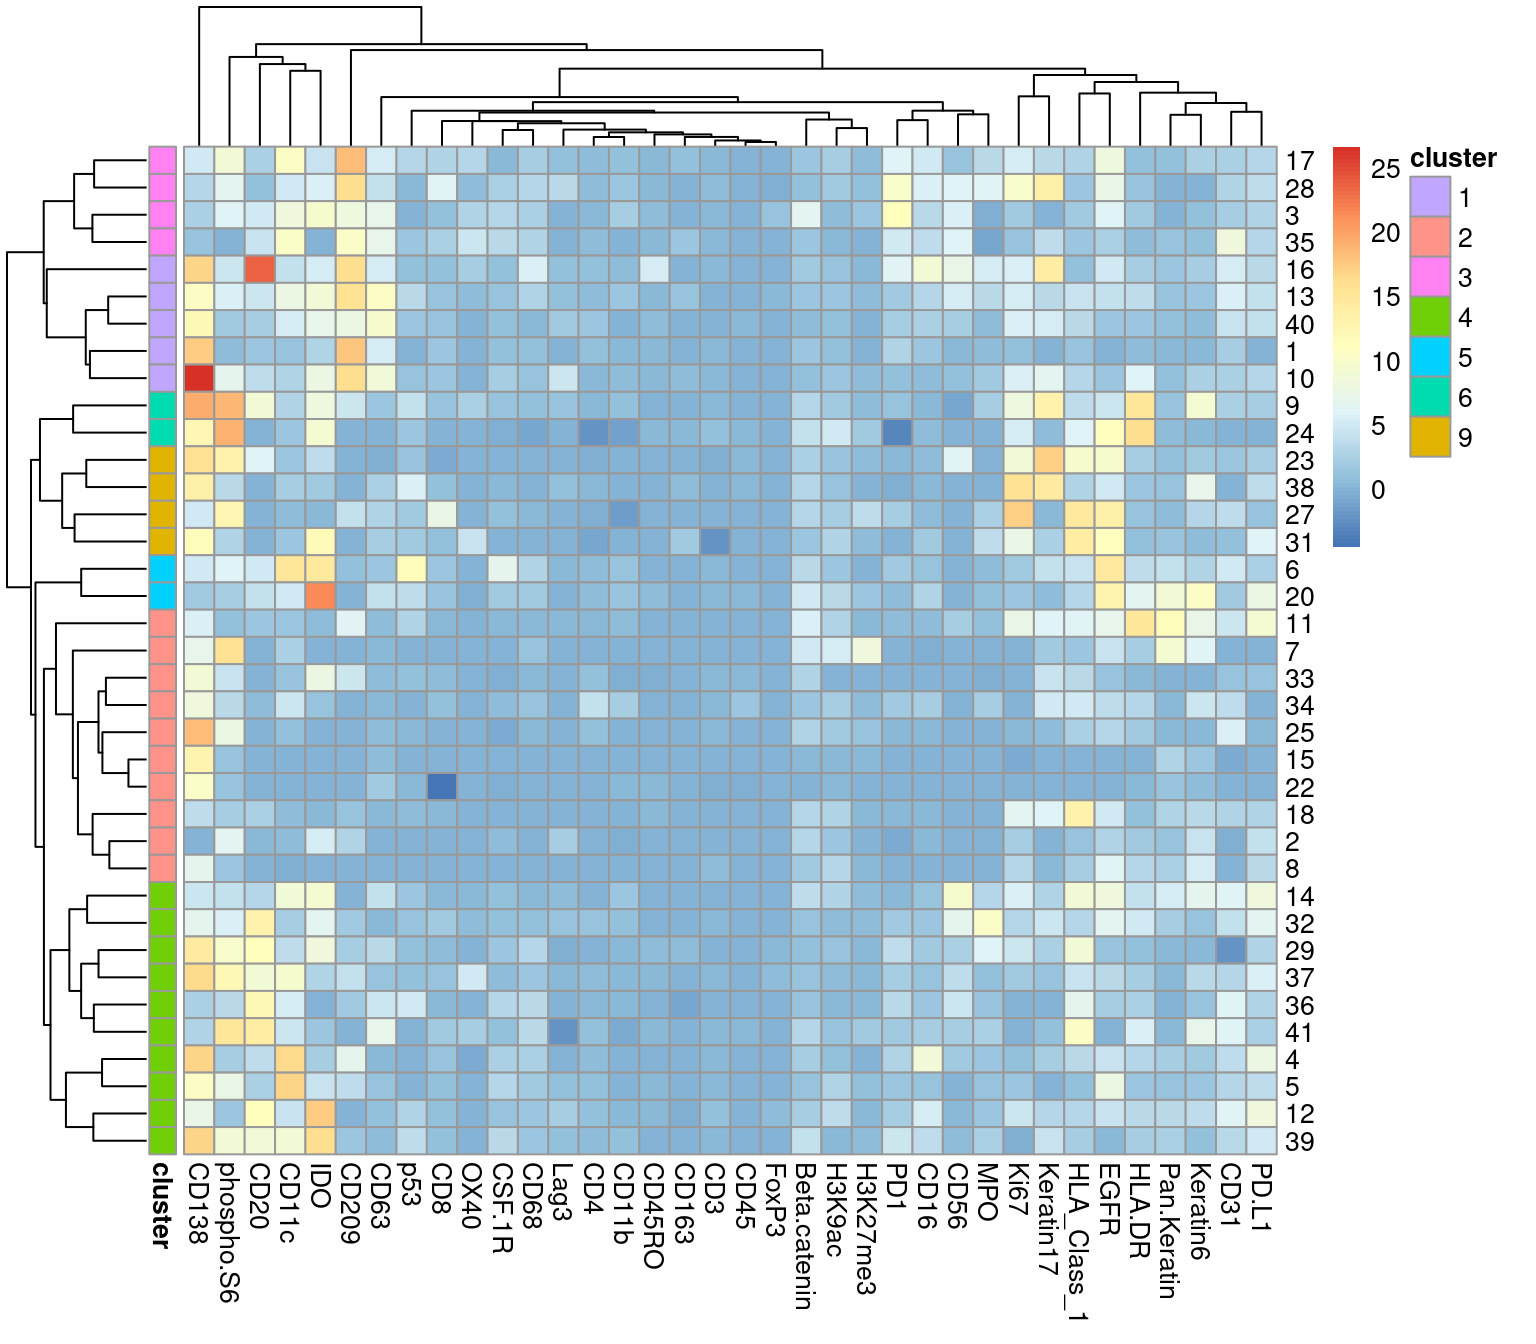 cluster
1
2
3
4
5
6
9
25
20
15
10
5
0
17
28
3
35
16
13
40
1
10
9
24
23
38
27
31
6
20
11
7
33
34
25
15
22
18
2
8
14
32
29
37
36
41
4
5
12
39
cluster
CD138
phospho.S6
CD20
CD11c
IDO
CD209
CD63
p53
CD8
OX40
CSF.1R
CD68
Lag3
CD4
CD11b
CD45RO
CD163
CD3
CD45
FoxP3
Beta.catenin
H3K9ac
H3K27me3
PD1
CD16
CD56
MPO
Ki67
Keratin17
HLA_Class_1
EGFR
HLA.DR
Pan.Keratin
Keratin6
CD31
PD.L1